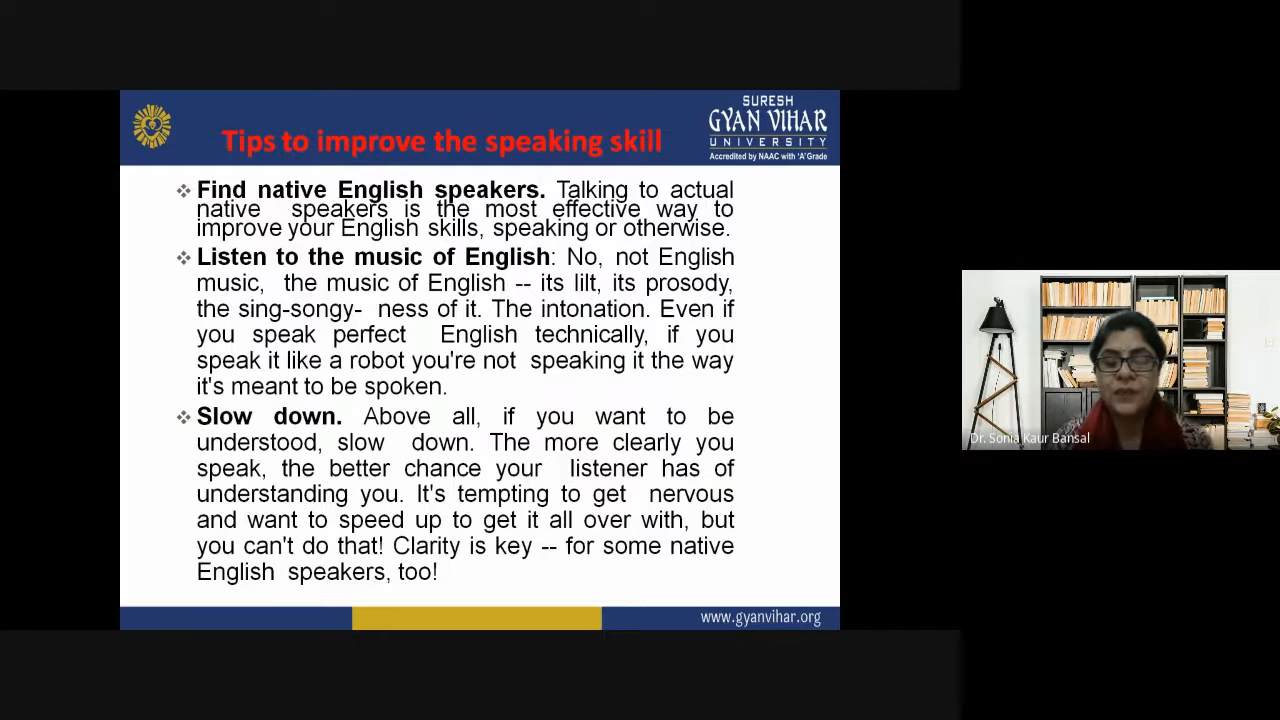 Tips to improve the speaking skill
SURESH
GYAN VIHAR
UNIVERSITY
Accredited by NAAC with 'A' Grade
❖ Find native English speakers. Talking to actual
native speakers is the most effective way to
improve your English skills, speaking or otherwise.
❖ Listen to the music of English: No, not English
music, the music of English -- its lilt, its prosody,
the sing-songy- ness of it. The intonation. Even if
you speak perfect English technically, if you
speak it like a robot you're not speaking it the way
it's meant to be spoken.
❖ Slow down. Above all, if you want to be
understood, slow down. The more clearly you
speak, the better chance your listener has of
understanding you. It's tempting to get nervous
and want to speed up to get it all over with, but
you can't do that! Clarity is key -- for some native
English speakers, too!
www.gyanvihar.org
Dr. Sonia Kaur Bansal